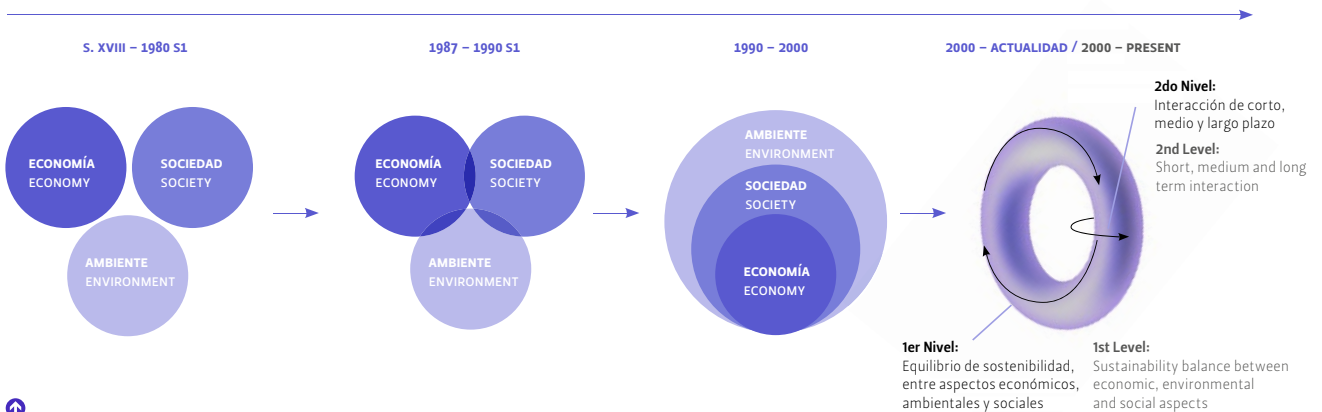 S. XVIII – 1980 S1
1987 – 1990 S1
1990 – 2000
2000 – ACTUALIDAD / 2000 – PRESENT
ECONOMÍA
ECONOMY
SOCIEDAD
SOCIETY
AMBIENTE
ENVIRONMENT
ECONOMÍA
ECONOMY
SOCIEDAD
SOCIETY
AMBIENTE
ENVIRONMENT
AMBIENTE
ENVIRONMENT
SOCIEDAD
SOCIETY
ECONOMÍA
ECONOMY
2do Nivel:
Interacción de corto,
medio y largo plazo
2nd Level:
Short, medium and long
term interaction
1er Nivel:
Equilibrio de sostenibilidad,
entre aspectos económicos,
ambientales y sociales
1st Level:
Sustainability balance between
economic, environmental
and social aspects